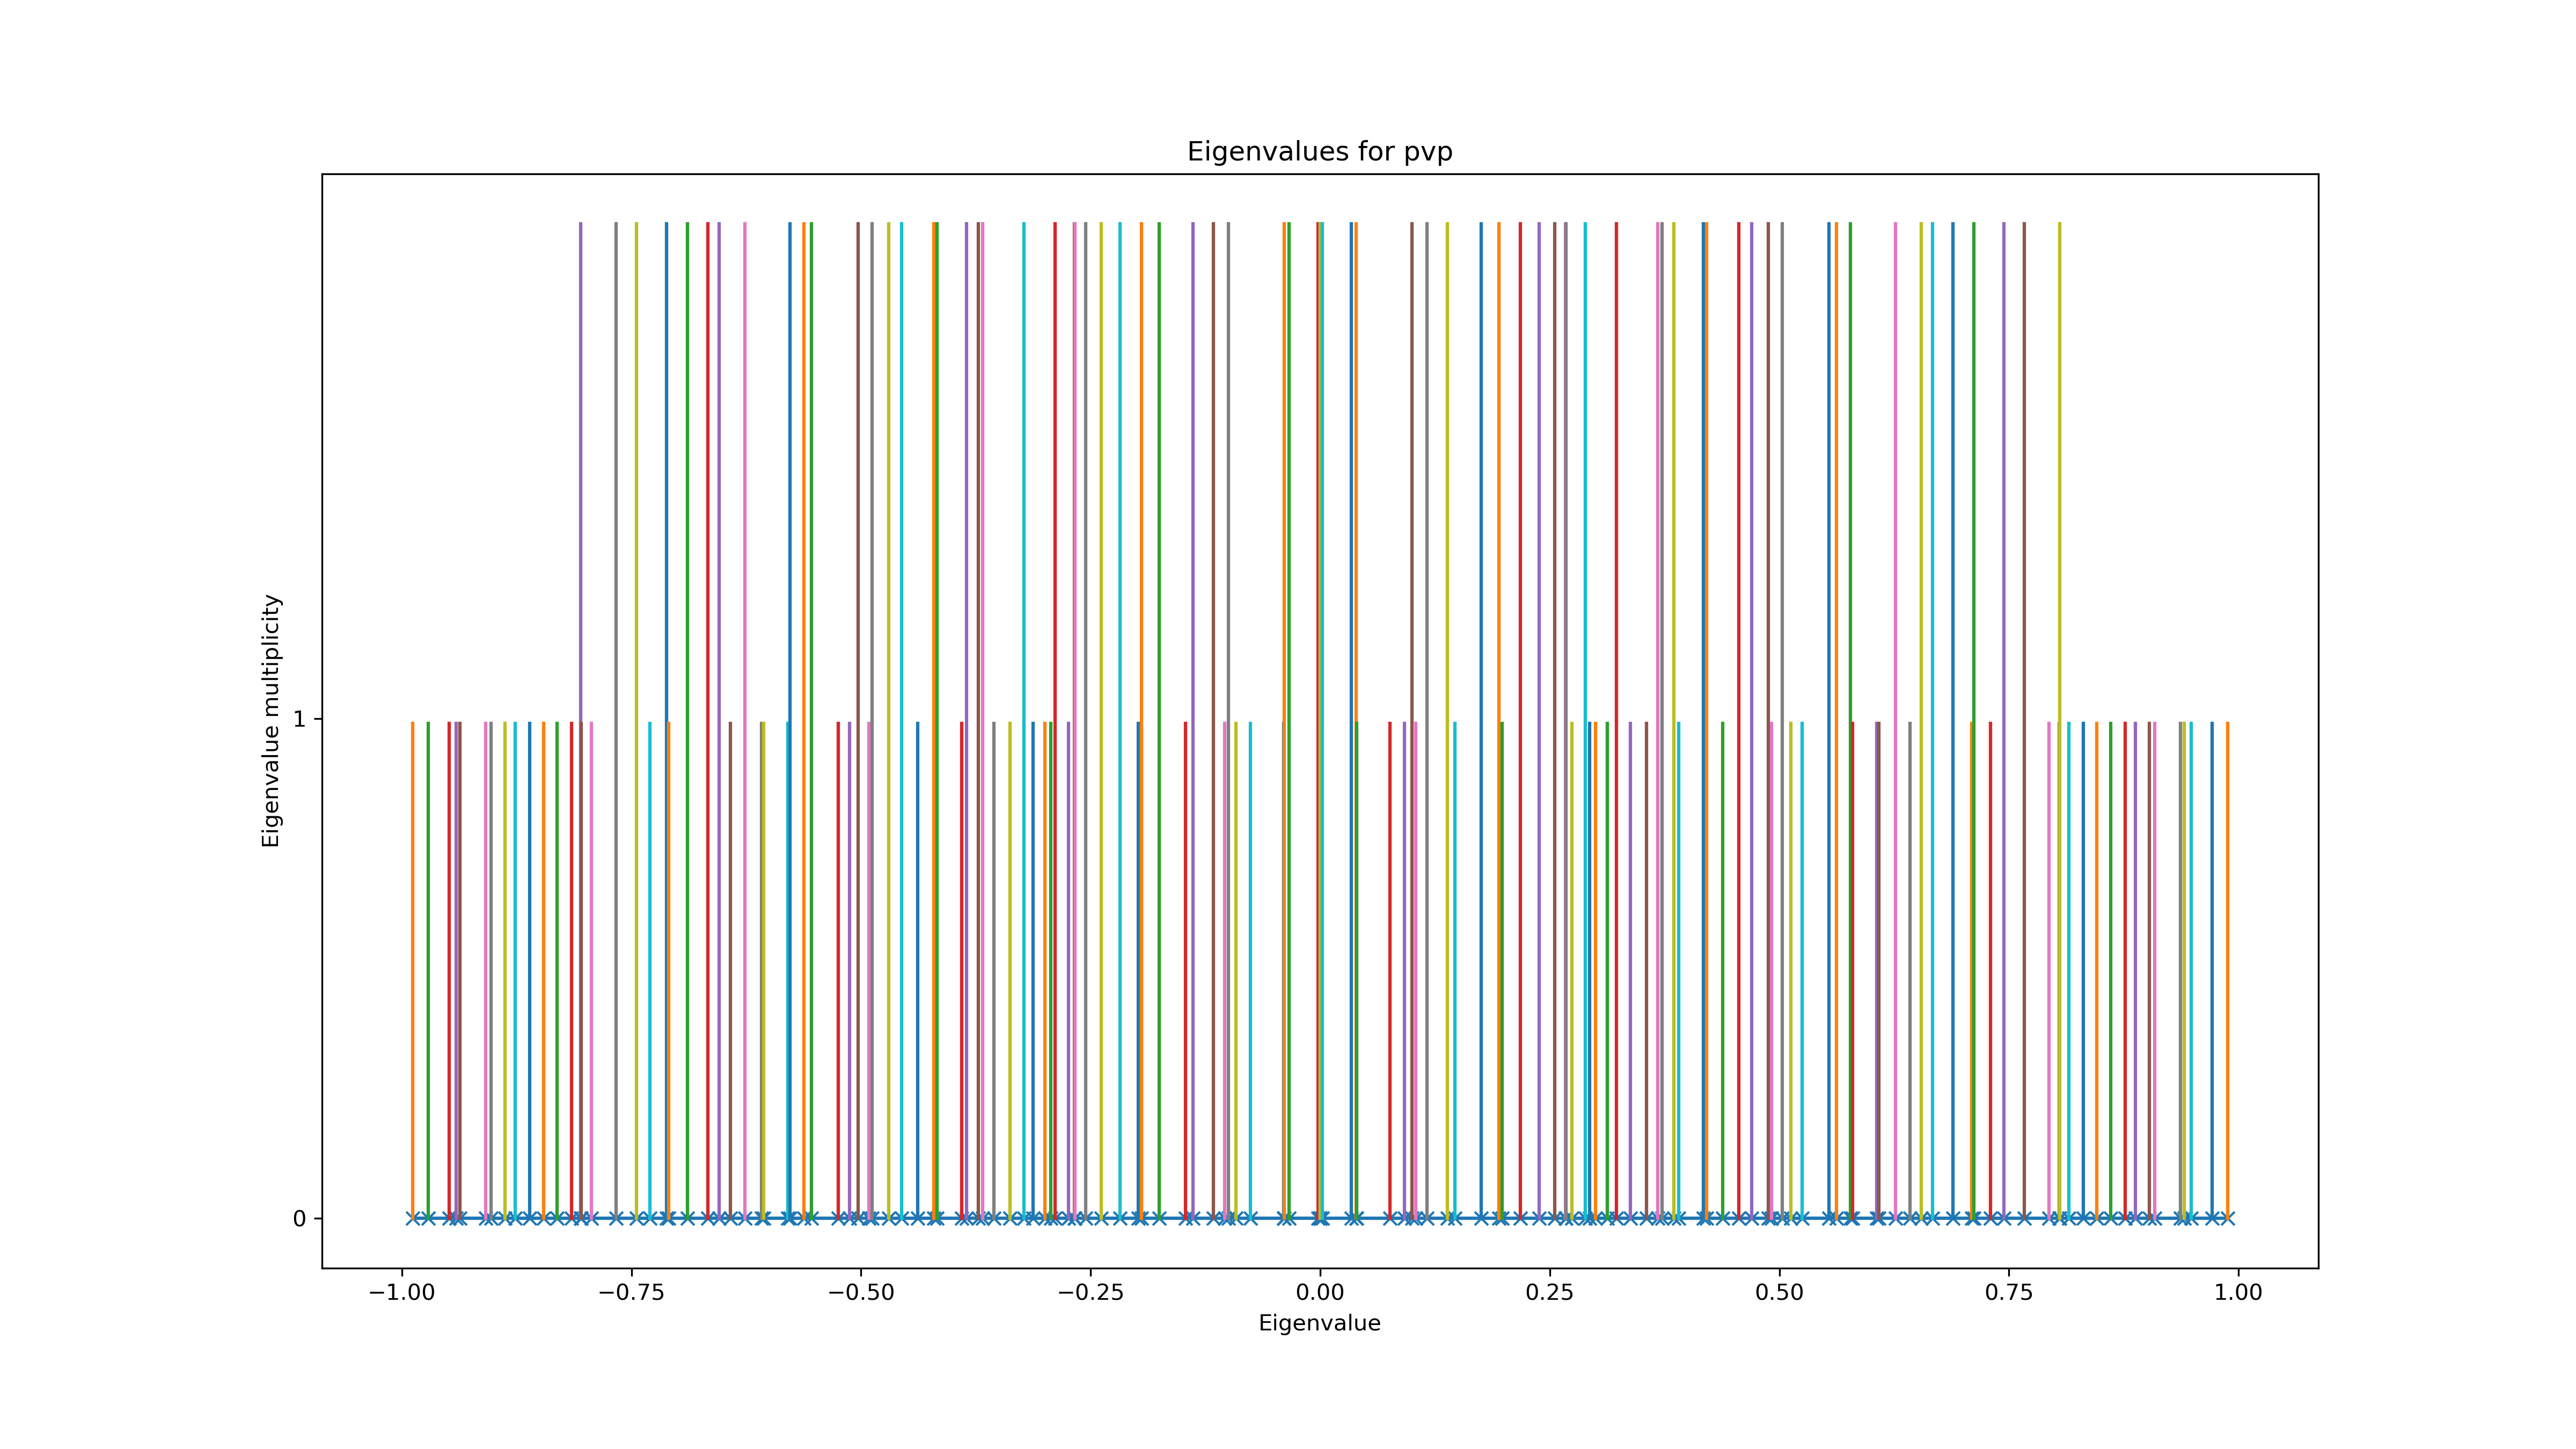 Eigenvalues for pvp
Eigenvalue multiplicity
1
0
−1.00 −0.75 −0.50 −0.25 0.00 0.25 0.50 0.75 1.00
Eigenvalue